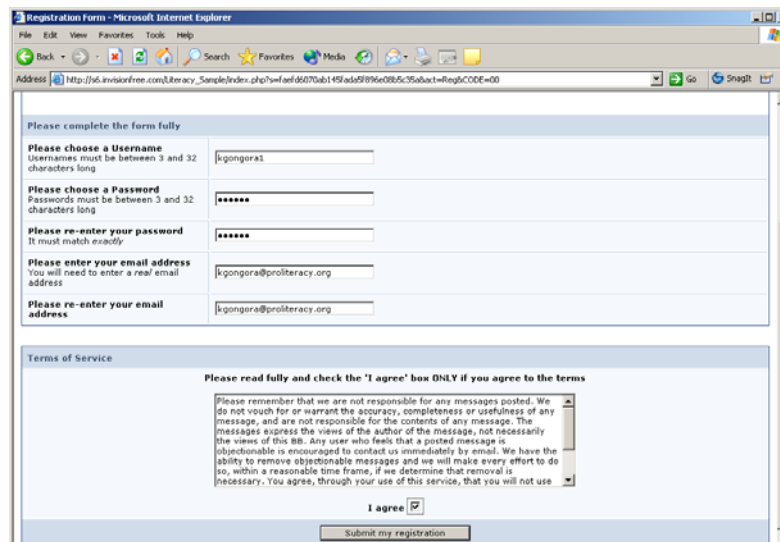 Registration Form - Microsoft Internet Explorer
File Edit View Favorites Tools Help
Back Search Favorites Media
Address http://s6.invisionfree.com/Literacy_Sample/index.php?s=faefd6070ab145fada5f896e08b5c35a&act=Reg&CODE=00 Go SnagIt
Please complete the form fully
Please choose a Username
Usernames must be between 3 and 32
characters long
kgongora1
Please choose a Password
Passwords must be between 3 and 32
characters long
••••••
Please re-enter your password
It must match exactly
••••••
Please enter your email address
You will need to enter a real email
address
kgongora@proliteracy.org
Please re-enter your email
address
kgongora@proliteracy.org
Terms of Service
Please read fully and check the 'I agree' box ONLY if you agree to the terms
Please remember that we are not responsible for any messages posted. We
do not vouch for or warrant the accuracy, completeness or usefulness of any
message, and are not responsible for the contents of any message. The
messages express the views of the author of the message, not necessarily
the views of this BB. Any user who feels that a posted message is
objectionable is encouraged to contact us immediately by email. We have the
ability to remove objectionable messages and we will make every effort to do
so, within a reasonable time frame, if we determine that removal is
necessary. You agree, through your use of this service, that you will not use
I agree
Submit my registration